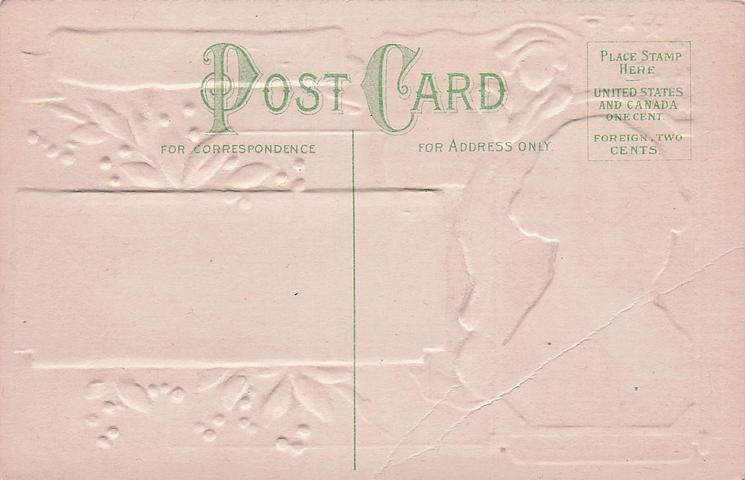 POST CARD
FOR CORRESPONDENCE
FOR ADDRESS ONLY.
PLACE STAMP
HERE
UNITED STATES
AND CANADA
ONE CENT.
FOREIGN, TWO
CENTS.